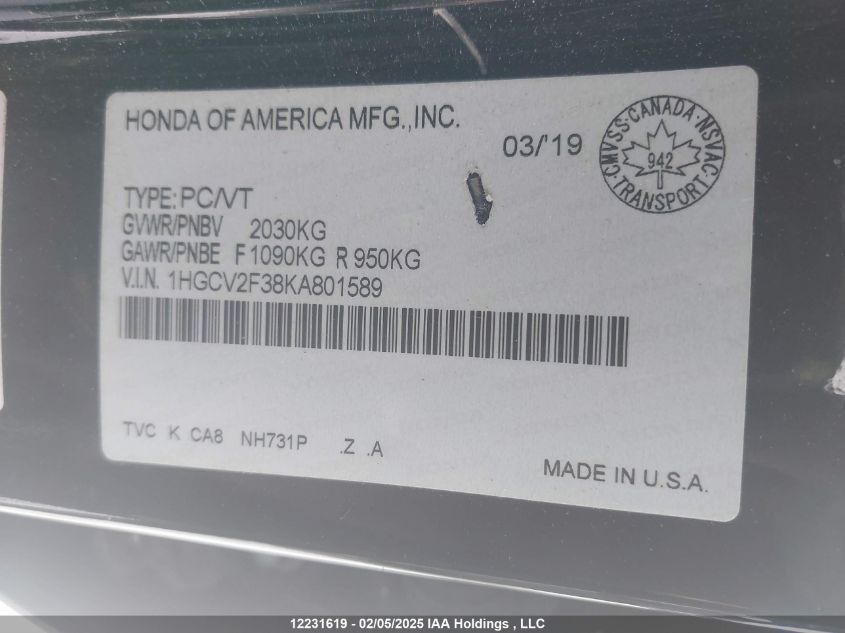 HONDA OF AMERICA MFG.,INC.
03/'19
CMVSS·CANADA·NSVAC·TRANSPORT·
942
TYPE: PC/VT
GVWR/PNBV 2030KG
GAWR/PNBE F 1090KG R 950KG
V.I.N. 1HGCV2F38KA801589
TVC K CA8 NH731P .Z .A
MADE IN U.S.A.
12231619 - 02/05/2025 IAA Holdings , LLC